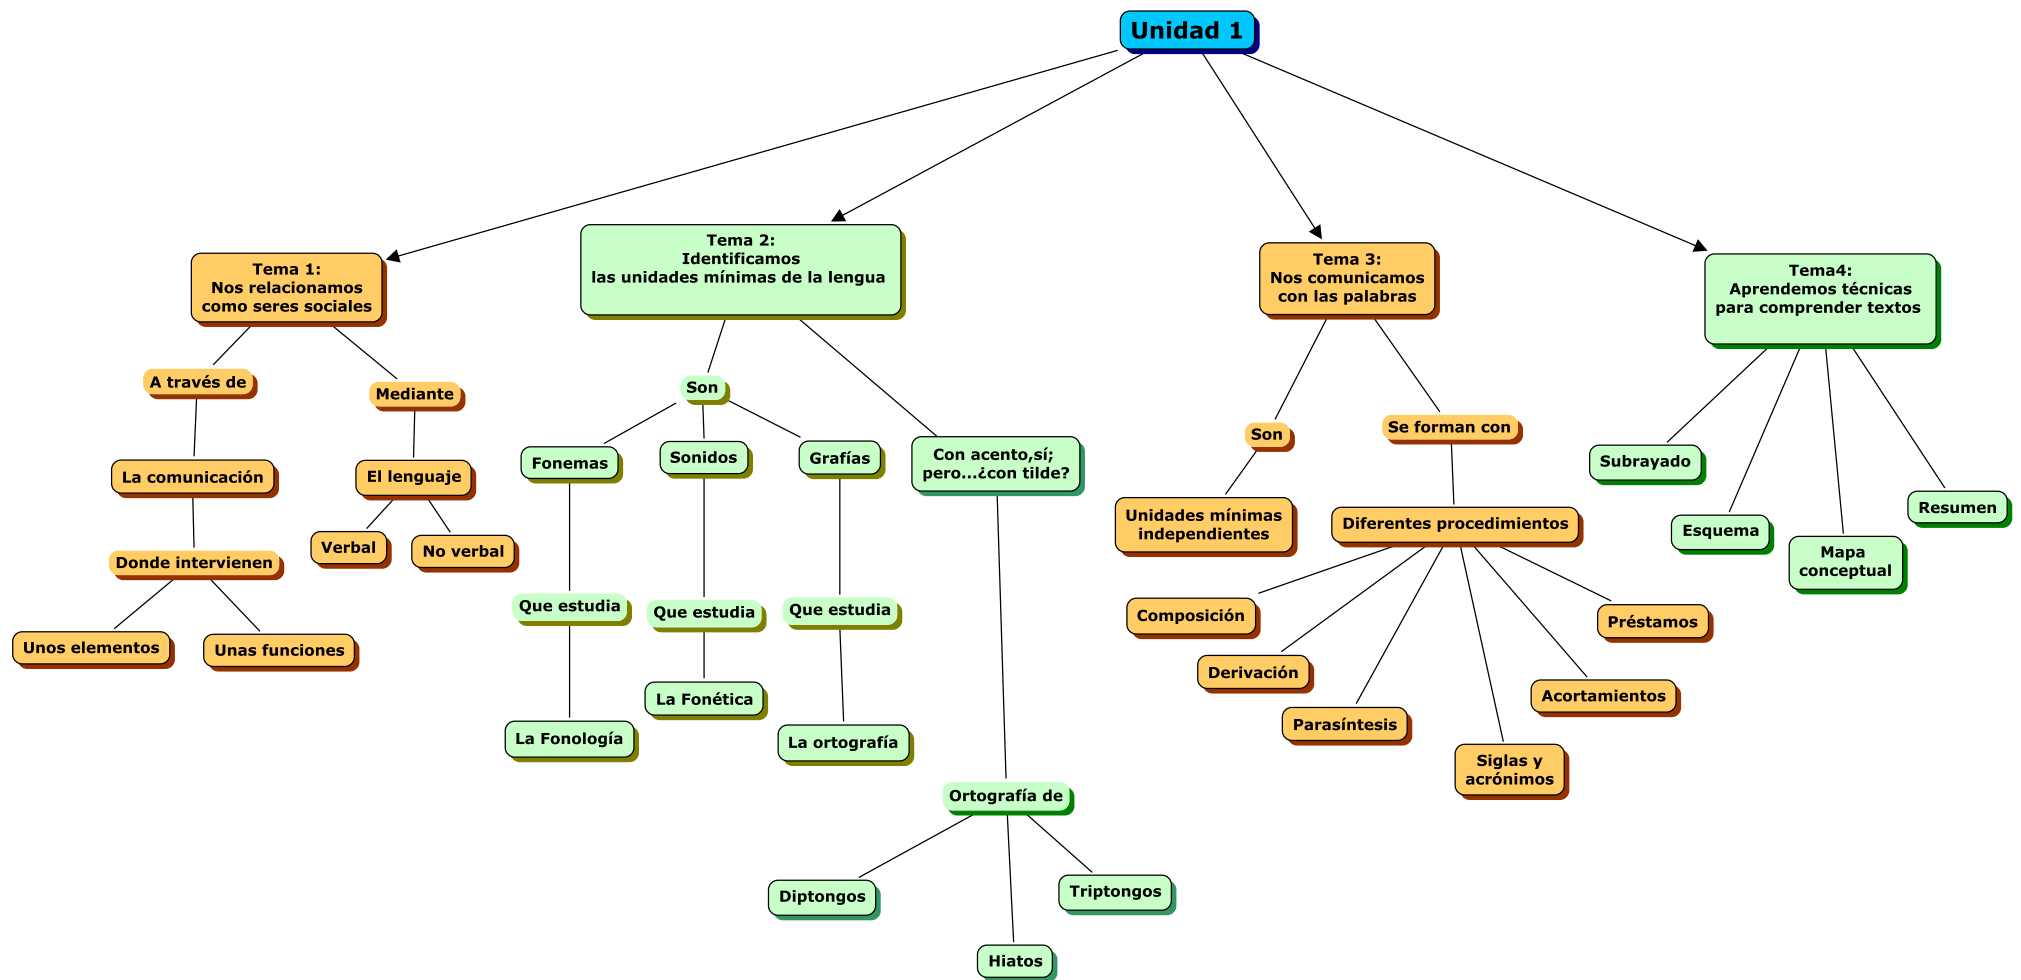 Unidad 1
Tema 1:
Nos relacionamos
como seres sociales
A través de
La comunicación
Donde intervienen
Unos elementos
Unas funciones
Mediante
El lenguaje
Verbal
No verbal
Tema 2:
Identificamos
las unidades mínimas de la lengua
Son
Fonemas
Que estudia
La Fonología
Sonidos
Que estudia
La Fonética
Grafías
Que estudia
La ortografía
Con acento,sí;
pero...¿con tilde?
Ortografía de
Diptongos
Hiatos
Triptongos
Tema 3:
Nos comunicamos
con las palabras
Son
Unidades mínimas
independientes
Se forman con
Diferentes procedimientos
Composición
Derivación
Parasíntesis
Siglas y
acrónimos
Acortamientos
Préstamos
Tema4:
Aprendemos técnicas
para comprender textos
Subrayado
Esquema
Mapa
conceptual
Resumen